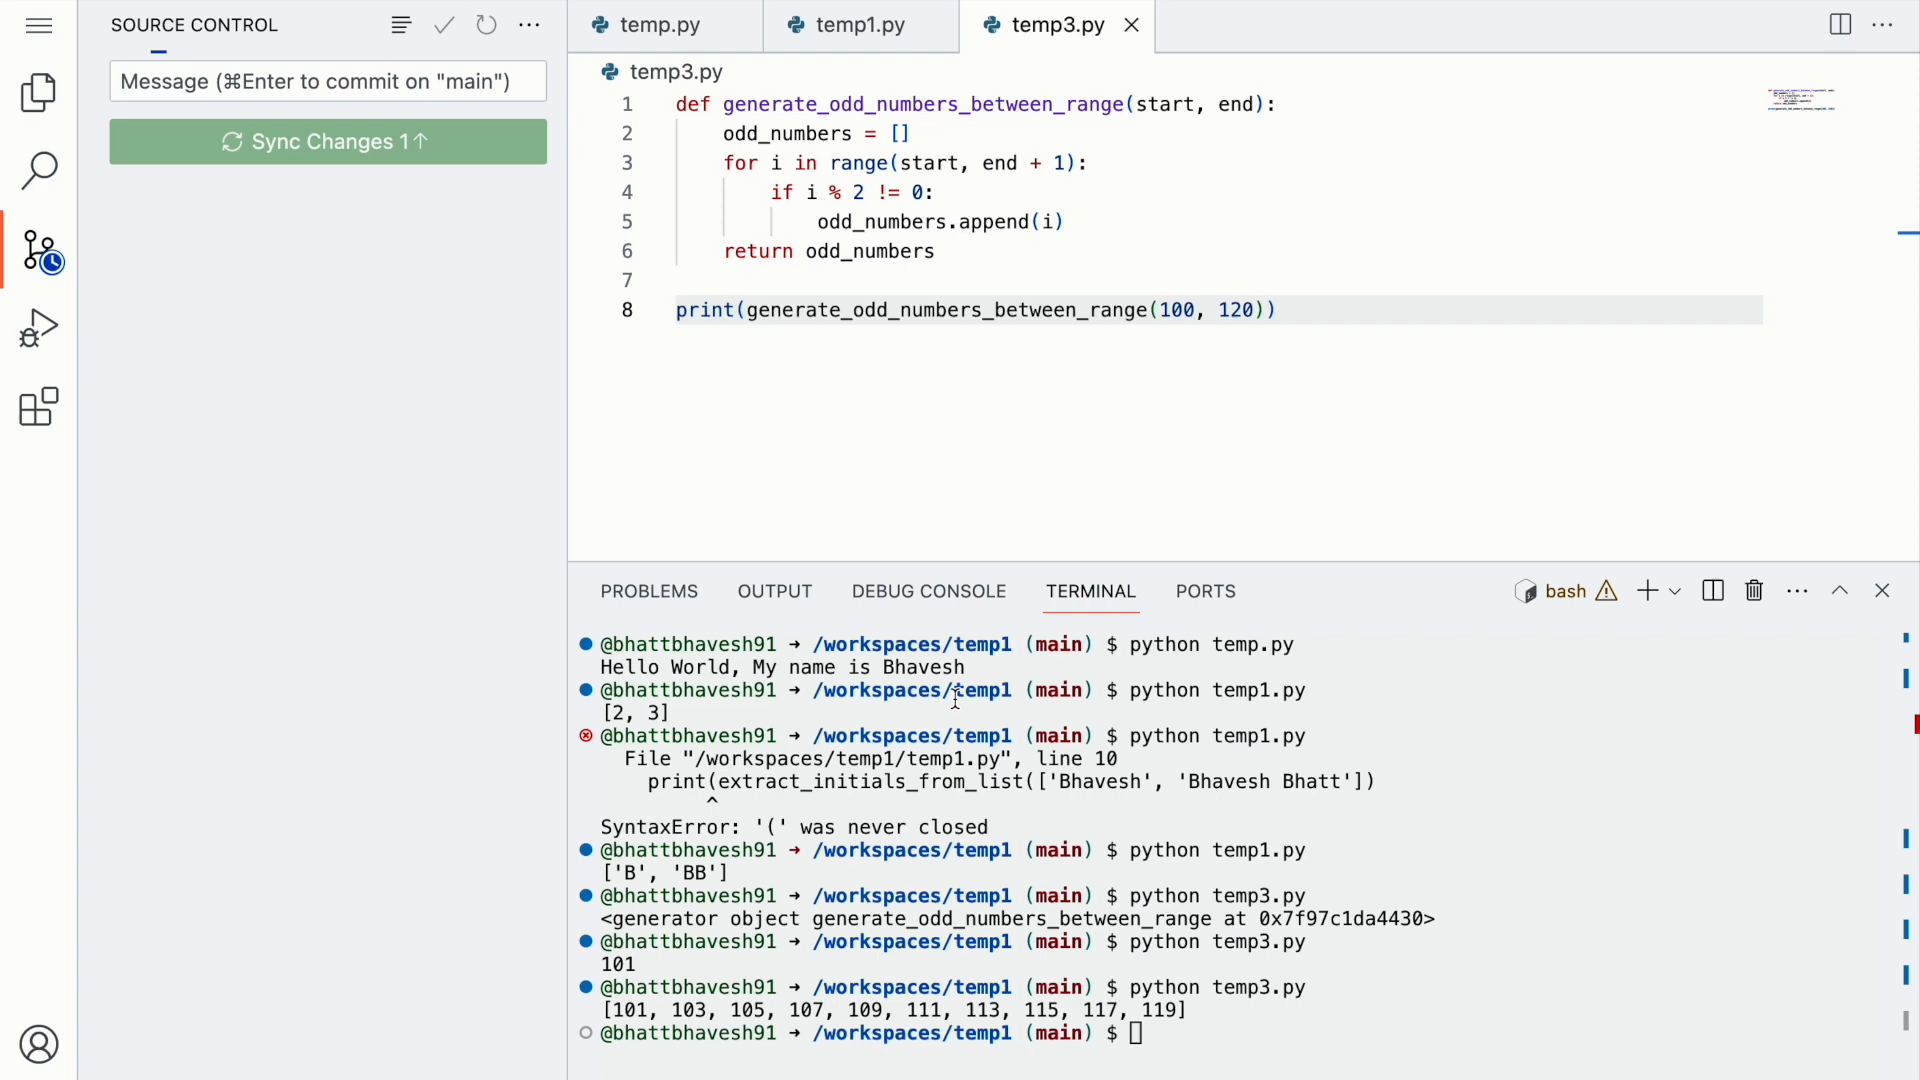 SOURCE CONTROL
Message (⌘Enter to commit on "main")
Sync Changes 1↑
temp.py
temp1.py
temp3.py
temp3.py
1 def generate_odd_numbers_between_range(start, end):
2 odd_numbers = []
3 for i in range(start, end + 1):
4 if i % 2 != 0:
5 odd_numbers.append(i)
6 return odd_numbers
7
8 print(generate_odd_numbers_between_range(100, 120))
PROBLEMS OUTPUT DEBUG CONSOLE TERMINAL PORTS
bash
@bhattbhavesh91 → /workspaces/temp1 (main) $ python temp.py
Hello World, My name is Bhavesh
@bhattbhavesh91 → /workspaces/temp1 (main) $ python temp1.py
[2, 3]
@bhattbhavesh91 → /workspaces/temp1 (main) $ python temp1.py
File "/workspaces/temp1/temp1.py", line 10
print(extract_initials_from_list(['Bhavesh', 'Bhavesh Bhatt'])
^
SyntaxError: '(' was never closed
@bhattbhavesh91 → /workspaces/temp1 (main) $ python temp1.py
['B', 'BB']
@bhattbhavesh91 → /workspaces/temp1 (main) $ python temp3.py
<generator object generate_odd_numbers_between_range at 0x7f97c1da4430>
@bhattbhavesh91 → /workspaces/temp1 (main) $ python temp3.py
101
@bhattbhavesh91 → /workspaces/temp1 (main) $ python temp3.py
[101, 103, 105, 107, 109, 111, 113, 115, 117, 119]
@bhattbhavesh91 → /workspaces/temp1 (main) $